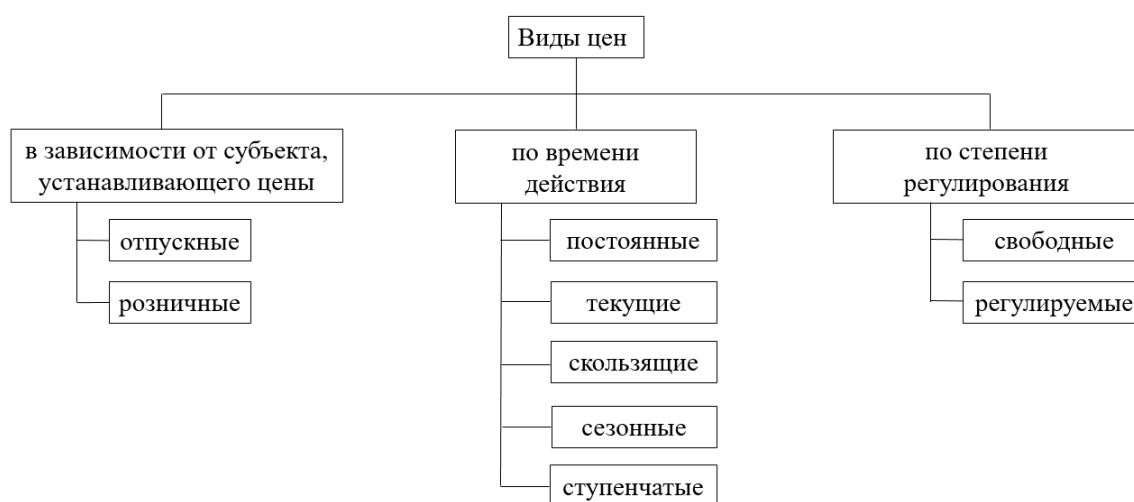 Виды цен
в зависимости от субъекта,
устанавливающего цены
отпускные
розничные
по времени
действия
постоянные
текущие
скользящие
сезонные
ступенчатые
по степени
регулирования
свободные
регулируемые